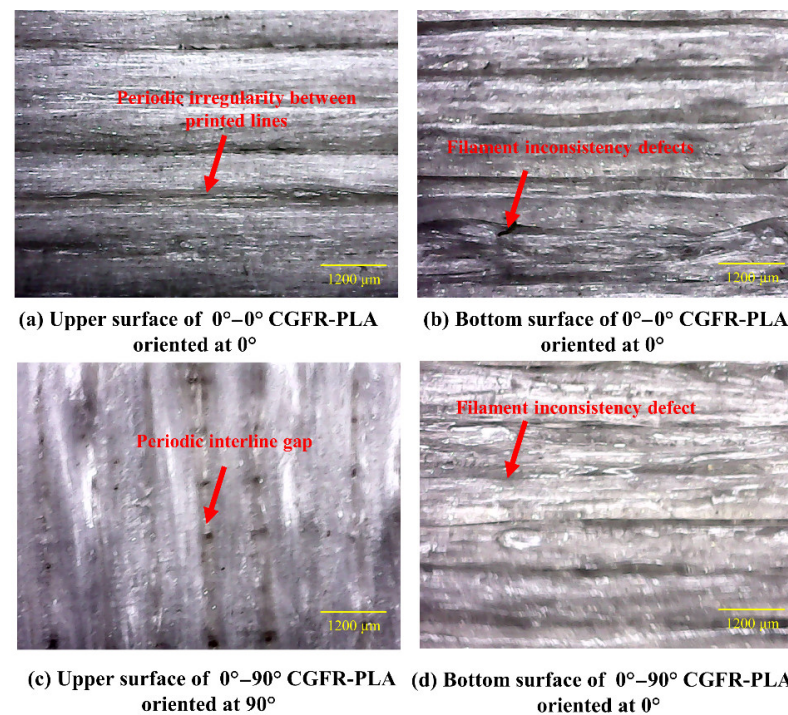 Periodic irregularity between
printed lines
1200 μm
Filament inconsistency defects
1200 μm
(a) Upper surface of 0°–0° CGFR-PLA
oriented at 0°
(b) Bottom surface of 0°–0° CGFR-PLA
oriented at 0°
Periodic interline gap
1200 μm
Filament inconsistency defect
1200 μm
(c) Upper surface of 0°–90° CGFR-PLA
oriented at 90°
(d) Bottom surface of 0°–90° CGFR-PLA
oriented at 0°